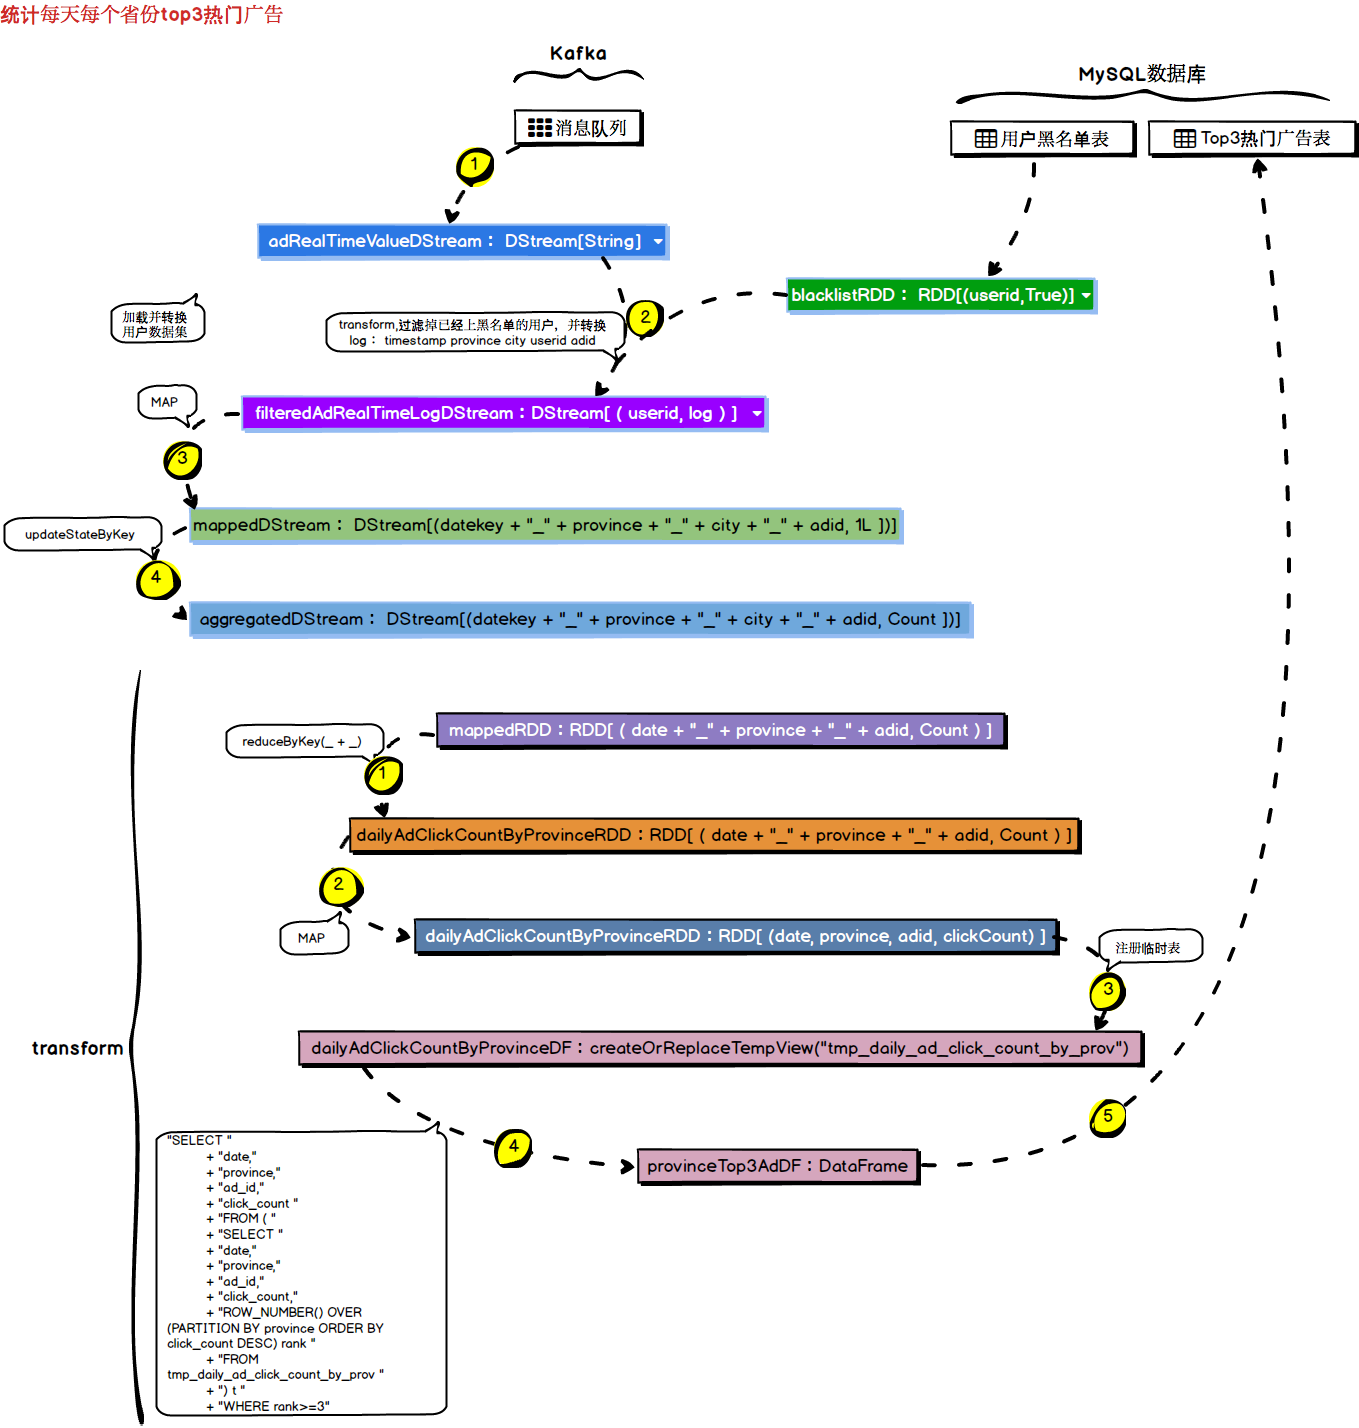 统计每天每个省份top3热门广告
Kafka
MySQL数据库
消息队列
用户黑名单表
Top3热门广告表
1
adRealTimeValueDStream： DStream[String]
blacklistRDD： RDD[(userid,True)]
加载并转换
用户数据集
transform,过滤掉已经上黑名单的用户，并转换
log： timestamp province city userid adid
2
MAP
filteredAdRealTimeLogDStream：DStream[ ( userid, log ) ]
3
mappedDStream： DStream[(datekey + "_" + province + "_" + city + "_" + adid, 1L ])]
updateStateByKey
4
aggregatedDStream： DStream[(datekey + "_" + province + "_" + city + "_" + adid, Count ])]
transform
mappedRDD：RDD[ ( date + "_" + province + "_" + adid, Count ) ]
reduceByKey(_ + _)
1
dailyAdClickCountByProvinceRDD：RDD[ ( date + "_" + province + "_" + adid, Count ) ]
2
MAP
dailyAdClickCountByProvinceRDD：RDD[ (date, province, adid, clickCount) ]
注册临时表
3
dailyAdClickCountByProvinceDF：createOrReplaceTempView("tmp_daily_ad_click_count_by_prov")
4
5
provinceTop3AdDF：DataFrame
"SELECT "
+ "date,"
+ "province,"
+ "ad_id,"
+ "click_count "
+ "FROM ( "
+ "SELECT "
+ "date,"
+ "province,"
+ "ad_id,"
+ "click_count,"
+ "ROW_NUMBER() OVER
(PARTITION BY province ORDER BY
click_count DESC) rank "
+ "FROM
tmp_daily_ad_click_count_by_prov "
+ ") t "
+ "WHERE rank>=3"